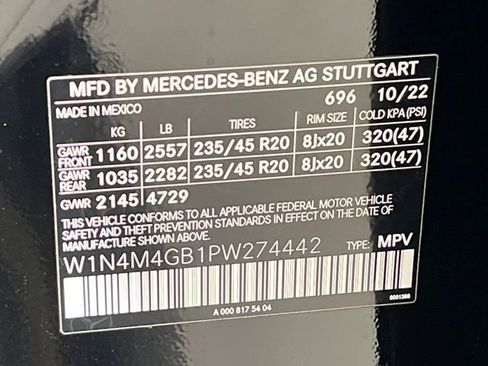 MFD BY MERCEDES-BENZ AG STUTTGART
MADE IN MEXICO 696 10/22
KG LB TIRES RIM SIZE COLD KPA(PSI)
GAWR FRONT 1160 2557 235/45 R20 8Jx20 320(47)
GAWR REAR 1035 2282 235/45 R20 8Jx20 320(47)
GVWR 2145 4729
THIS VEHICLE CONFORMS TO ALL APPLICABLE FEDERAL MOTOR VEHICLE
SAFETY AND THEFT PREVENTION STANDARDS IN EFFECT ON THE DATE OF
MANUFACTURE SHOWN ABOVE.
W1N4M4GB1PW274442 TYPE: MPV
A 000 817 54 04